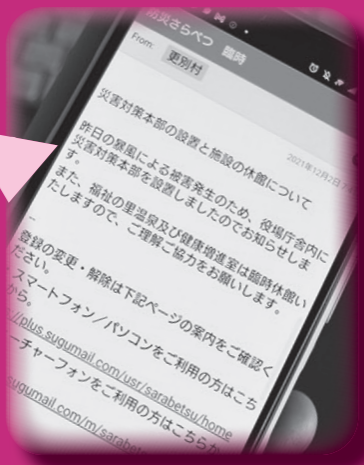 防災さらべつ 臨時
From: 更別村
2021年12月2日
災害対策本部の設置と施設の休館について
昨日の暴風による被害発生のため、役場庁舎内に
災害対策本部を設置しましたのでお知らせしま
す。
また、福祉の里温泉及び健康増進室は臨時休館い
たしますので、ご理解ご協力をお願いします。
--
登録の変更・解除は下記ページの案内をご確認く
ださい。
スマートフォン／パソコンをご利用の方はこち
から。
://plus.sugumail.com/usr/sarabetsu/home
ーチャーフォンをご利用の方はこちらか
sugumail.com/m/sarabet